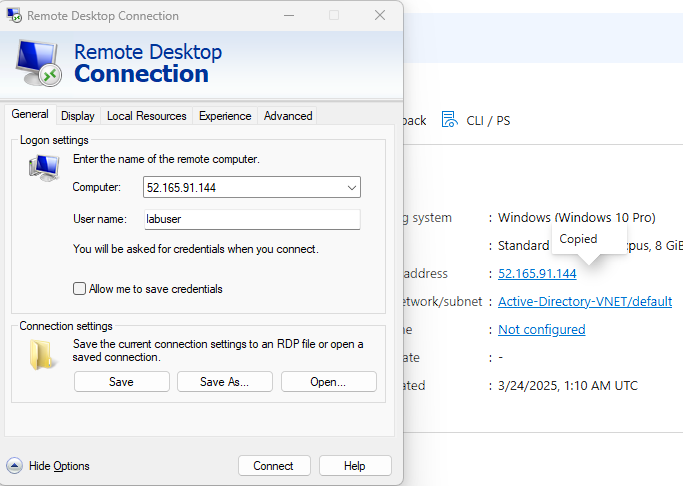 Remote Desktop Connection
Remote Desktop
Connection
General Display Local Resources Experience Advanced
Logon settings
Enter the name of the remote computer.
Computer: 52.165.91.144
User name: labuser
You will be asked for credentials when you connect.
Allow me to save credentials
Connection settings
Save the current connection settings to an RDP file or open a
saved connection.
Save Save As... Open...
Hide Options Connect Help
back CLI / PS
g system : Windows (Windows 10 Pro)
Copied
: Standard cpus, 8 GiB
address : 52.165.91.144
etwork/subnet : Active-Directory-VNET/default
ne : Not configured
ate : -
ated : 3/24/2025, 1:10 AM UTC